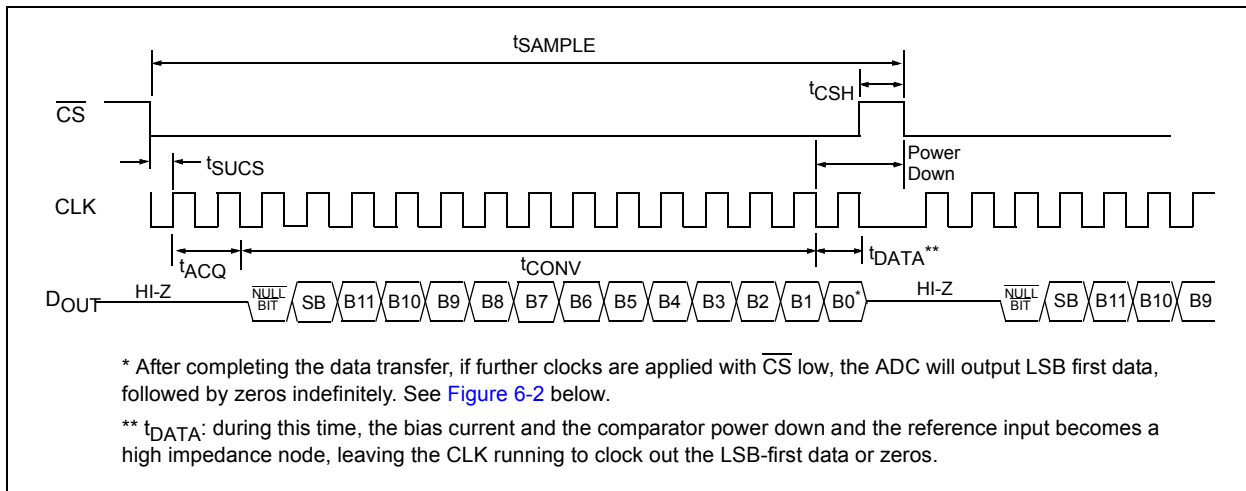 tSAMPLE
tCSH
CS
Power
Down
tSUCS
CLK
tACQ
tCONV
tDATA**
DOUT
HI-Z
NULL
BIT
SB
B11
B10
B9
B8
B7
B6
B5
B4
B3
B2
B1
B0*
HI-Z
NULL
BIT
SB
B11
B10
B9
* After completing the data transfer, if further clocks are applied with CS low, the ADC will output LSB first data,
followed by zeros indefinitely. See Figure 6-2 below.
** tDATA: during this time, the bias current and the comparator power down and the reference input becomes a
high impedance node, leaving the CLK running to clock out the LSB-first data or zeros.